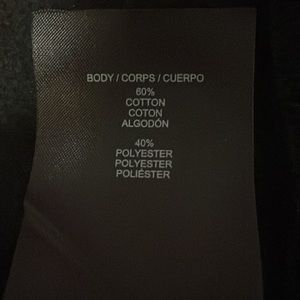 BODY / CORPS / CUERPO
60%
COTTON
COTON
ALGODÓN
40%
POLYESTER
POLYESTER
POLIÉSTER